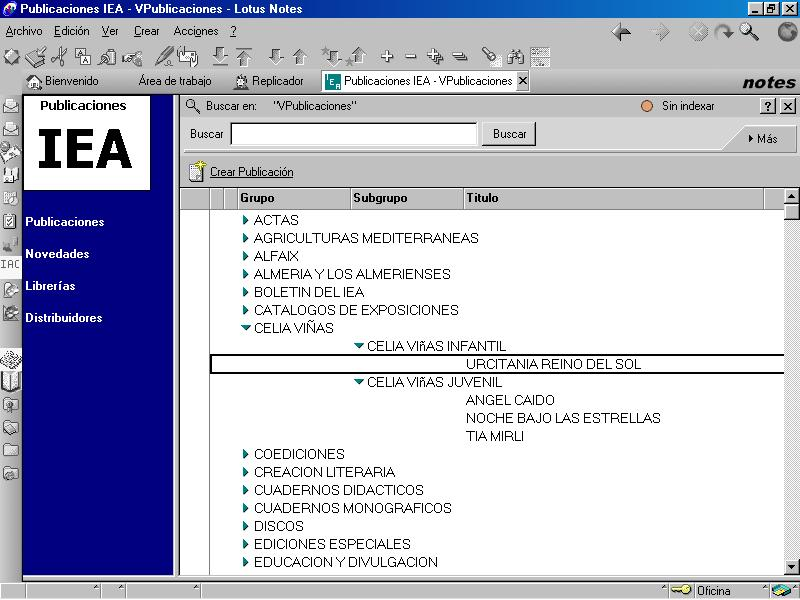 Publicaciones IEA - VPublicaciones - Lotus Notes
Archivo Edición Ver Crear Acciones ?
Bienvenido Área de trabajo Replicador Publicaciones IEA - VPublicaciones notes
Publicaciones
IEA
Publicaciones
Novedades
Librerías
Distribuidores
IAC
Buscar en: "VPublicaciones" Sin indexar
Buscar Buscar
Más
Crear Publicación
Grupo Subgrupo Titulo
ACTAS
AGRICULTURAS MEDITERRANEAS
ALFAIX
ALMERIA Y LOS ALMERIENSES
BOLETIN DEL IEA
CATALOGOS DE EXPOSICIONES
CELIA VIÑAS
CELIA VIñAS INFANTIL
URCITANIA REINO DEL SOL
CELIA VIñAS JUVENIL
ANGEL CAIDO
NOCHE BAJO LAS ESTRELLAS
TIA MIRLI
COEDICIONES
CREACION LITERARIA
CUADERNOS DIDACTICOS
CUADERNOS MONOGRAFICOS
DISCOS
EDICIONES ESPECIALES
EDUCACION Y DIVULGACION
Oficina